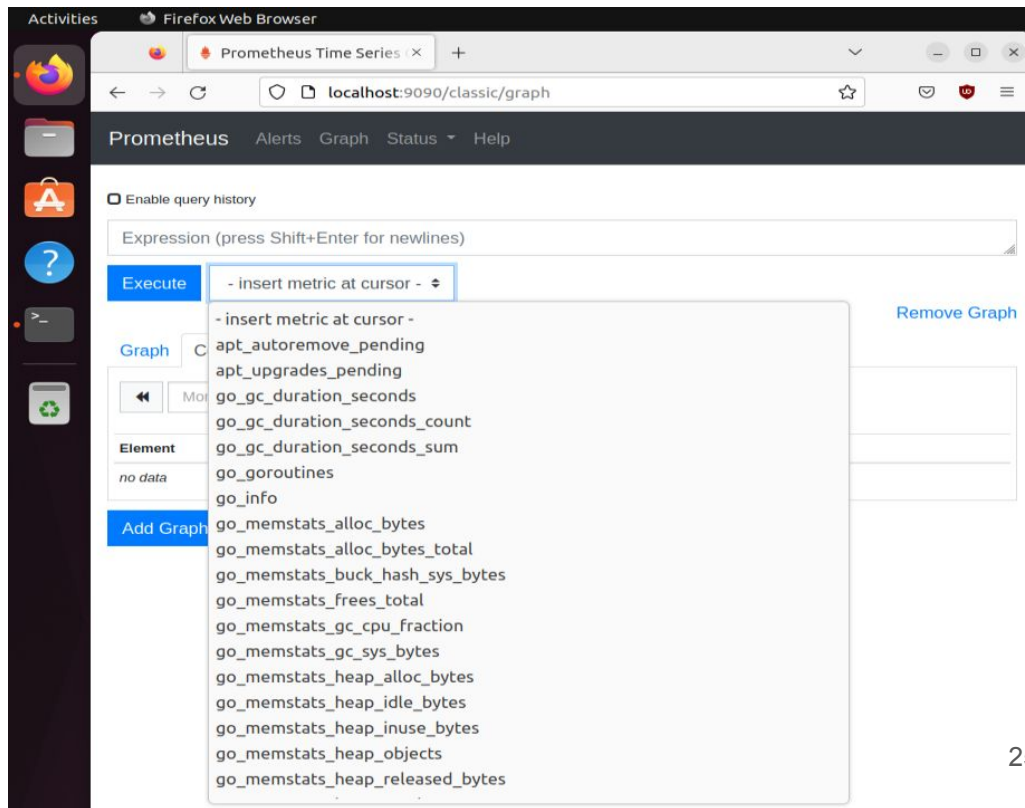 Activities Firefox Web Browser
Prometheus Time Series
localhost:9090/classic/graph
Prometheus Alerts Graph Status Help
Enable query history
Expression (press Shift+Enter for newlines)
Execute - insert metric at cursor -
Remove Graph
- insert metric at cursor -
apt_autoremove_pending
Graph
apt_upgrades_pending
go_gc_duration_seconds
go_gc_duration_seconds_count
Element go_gc_duration_seconds_sum
no data go_goroutines
go_info
Add Graph go_memstats_alloc_bytes
go_memstats_alloc_bytes_total
go_memstats_buck_hash_sys_bytes
go_memstats_frees_total
go_memstats_gc_cpu_fraction
go_memstats_gc_sys_bytes
go_memstats_heap_alloc_bytes
go_memstats_heap_idle_bytes
go_memstats_heap_inuse_bytes
go_memstats_heap_objects
go_memstats_heap_released_bytes